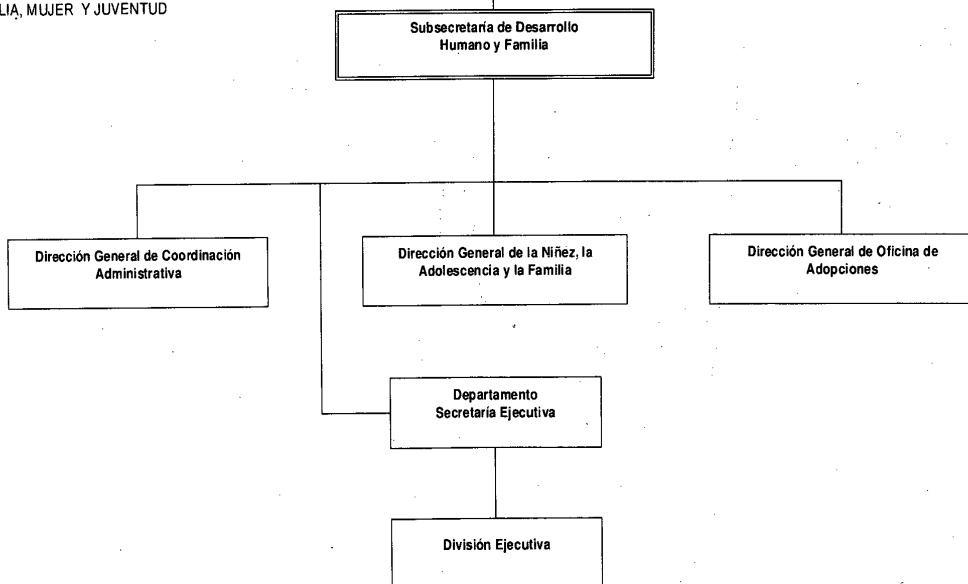 LIA, MUJER Y JUVENTUD
Subsecretaría de Desarrollo
Humano y Familia
Dirección General de Coordinación
Administrativa
Dirección General de la Niñez, la
Adolescencia y la Familia
Dirección General de Oficina de
Adopciones
Departamento
Secretaría Ejecutiva
División Ejecutiva